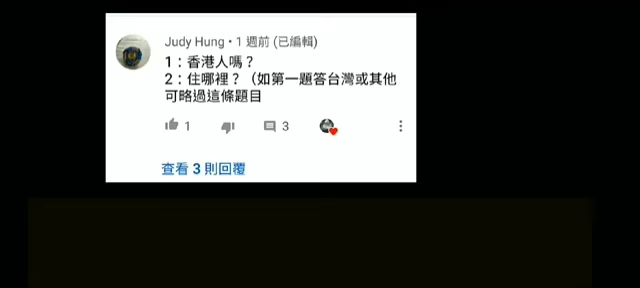 Judy Hung • 1 週前 (已編輯)
1：香港人嗎？
2：住哪裡？（如第一題答台灣或其他
可略過這條題目
1 3
查看 3 則回覆